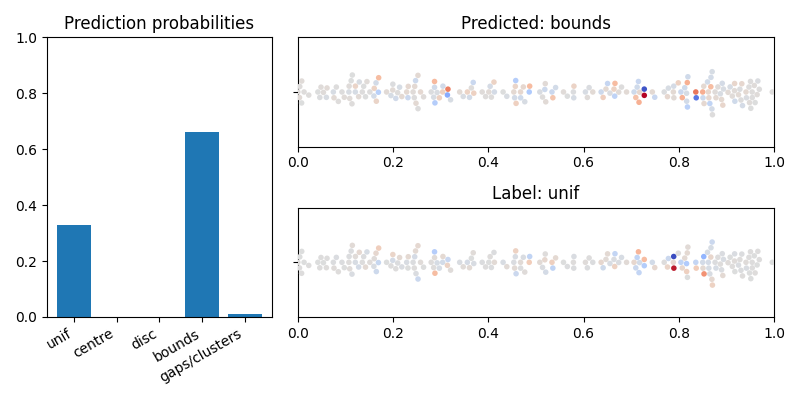 Prediction probabilities
1.0
0.8
0.6
0.4
0.2
0.0
unif
centre
disc
bounds
gaps/clusters
Predicted: bounds
0.0 0.2 0.4 0.6 0.8 1.0
Label: unif
0.0 0.2 0.4 0.6 0.8 1.0